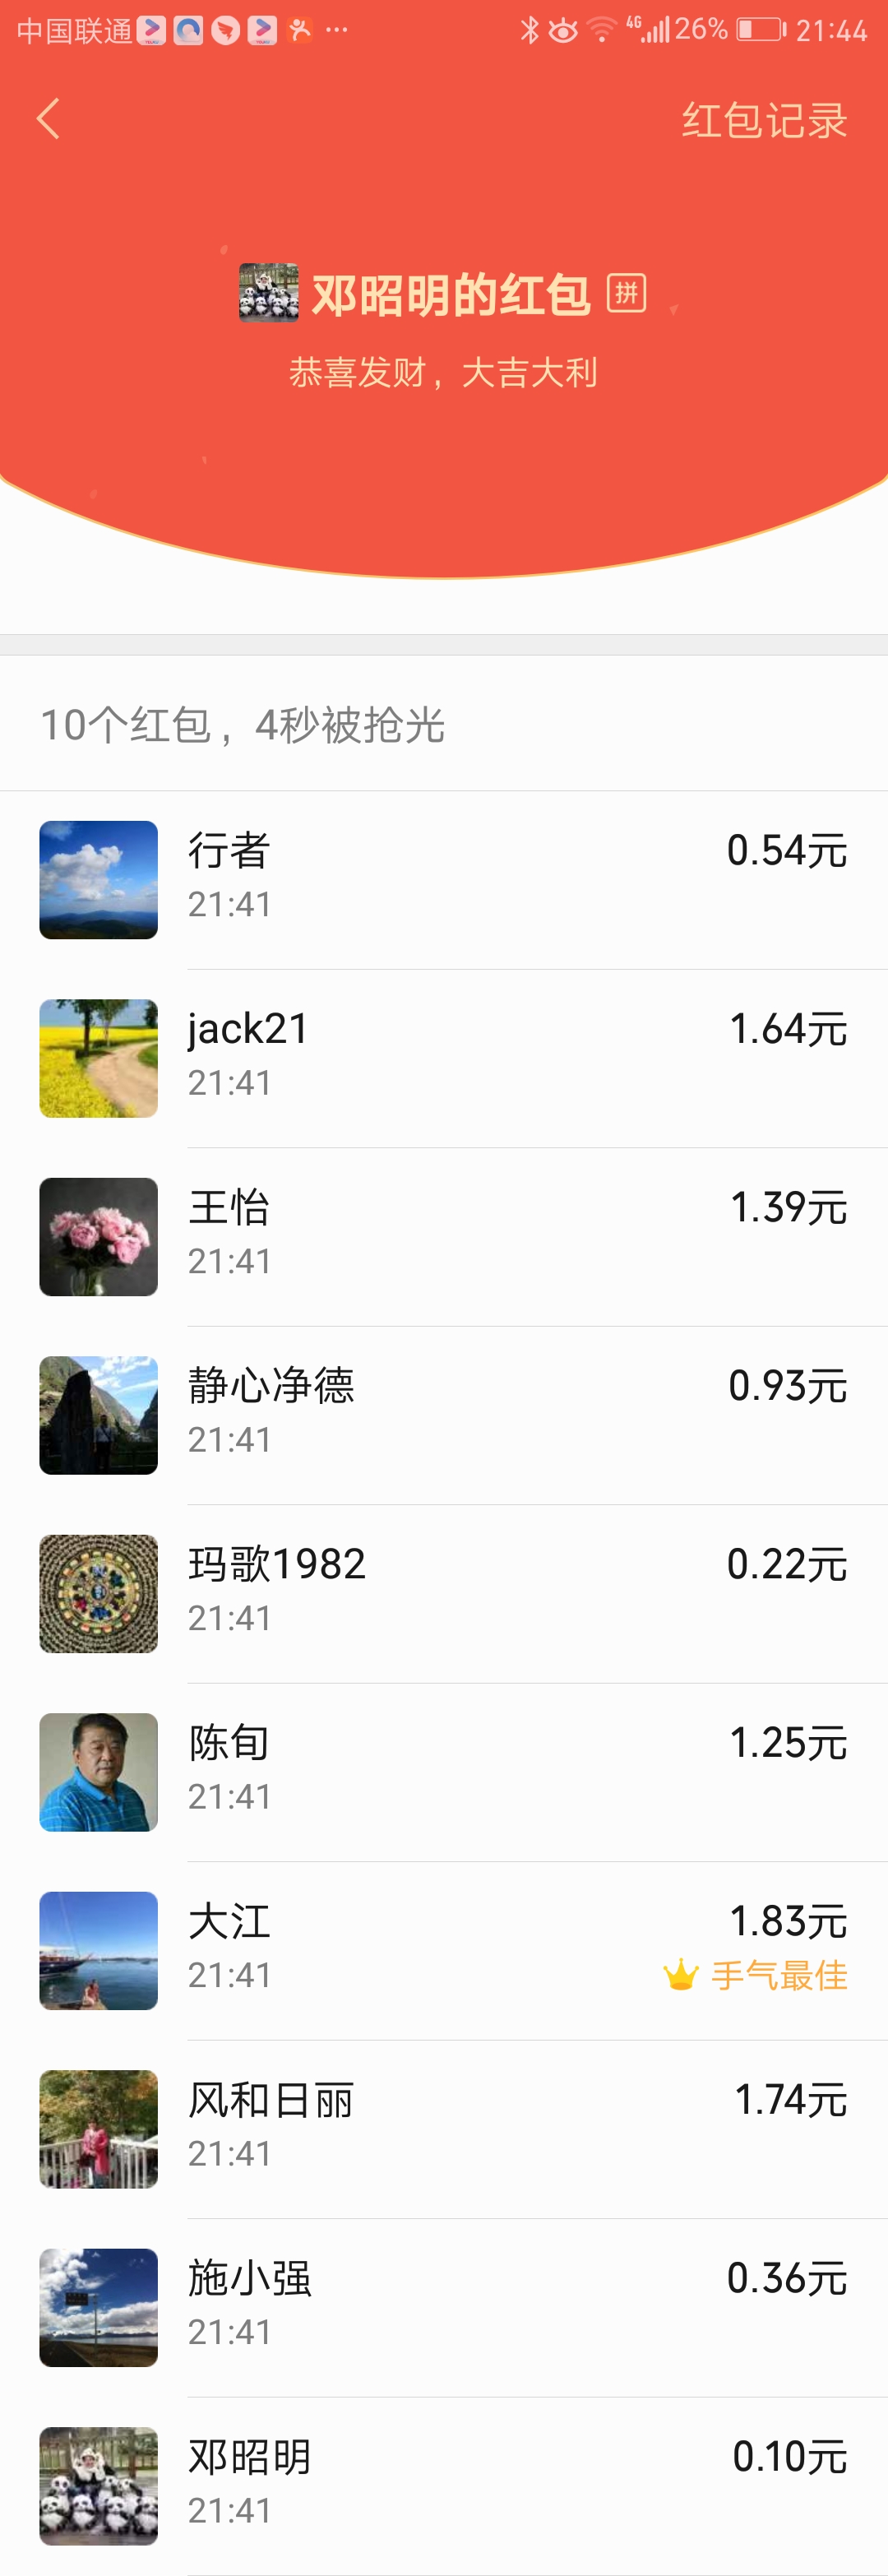 中国联通 ... 4G 26% 21:44
红包记录
邓昭明的红包 拼
恭喜发财，大吉大利
10个红包，4秒被抢光
行者 0.54元
21:41
jack21 1.64元
21:41
王怡 1.39元
21:41
静心净德 0.93元
21:41
玛歌1982 0.22元
21:41
陈旬 1.25元
21:41
大江 1.83元
21:41 手气最佳
风和日丽 1.74元
21:41
施小强 0.36元
21:41
邓昭明 0.10元
21:41